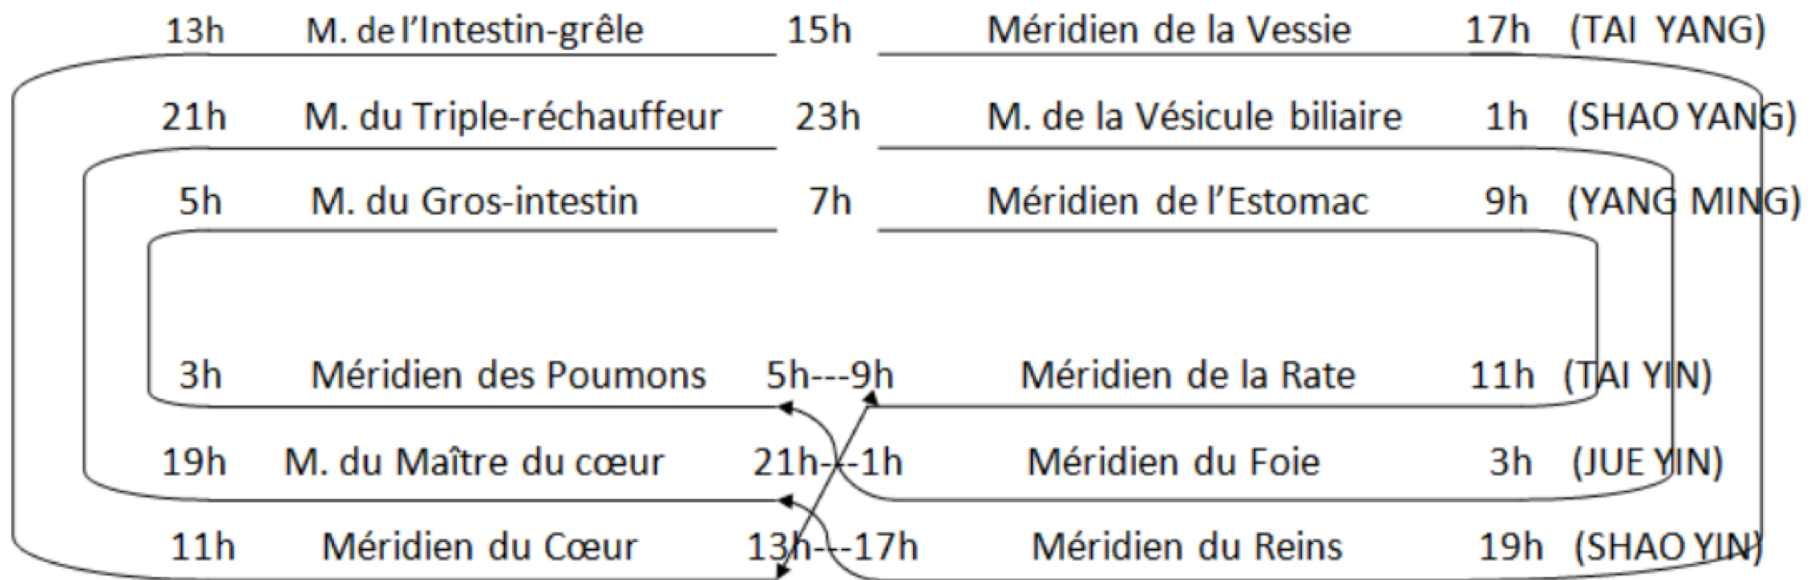 13h M. de l'Intestin-grêle 15h Méridien de la Vessie 17h (TAI YANG)
21h M. du Triple-réchauffeur 23h M. de la Vésicule biliaire 1h (SHAO YANG)
5h M. du Gros-intestin 7h Méridien de l'Estomac 9h (YANG MING)
3h Méridien des Poumons 5h---9h Méridien de la Rate 11h (TAI YIN)
19h M. du Maître du cœur 21h---1h Méridien du Foie 3h (JUE YIN)
11h Méridien du Cœur 13h---17h Méridien du Reins 19h (SHAO YIN)